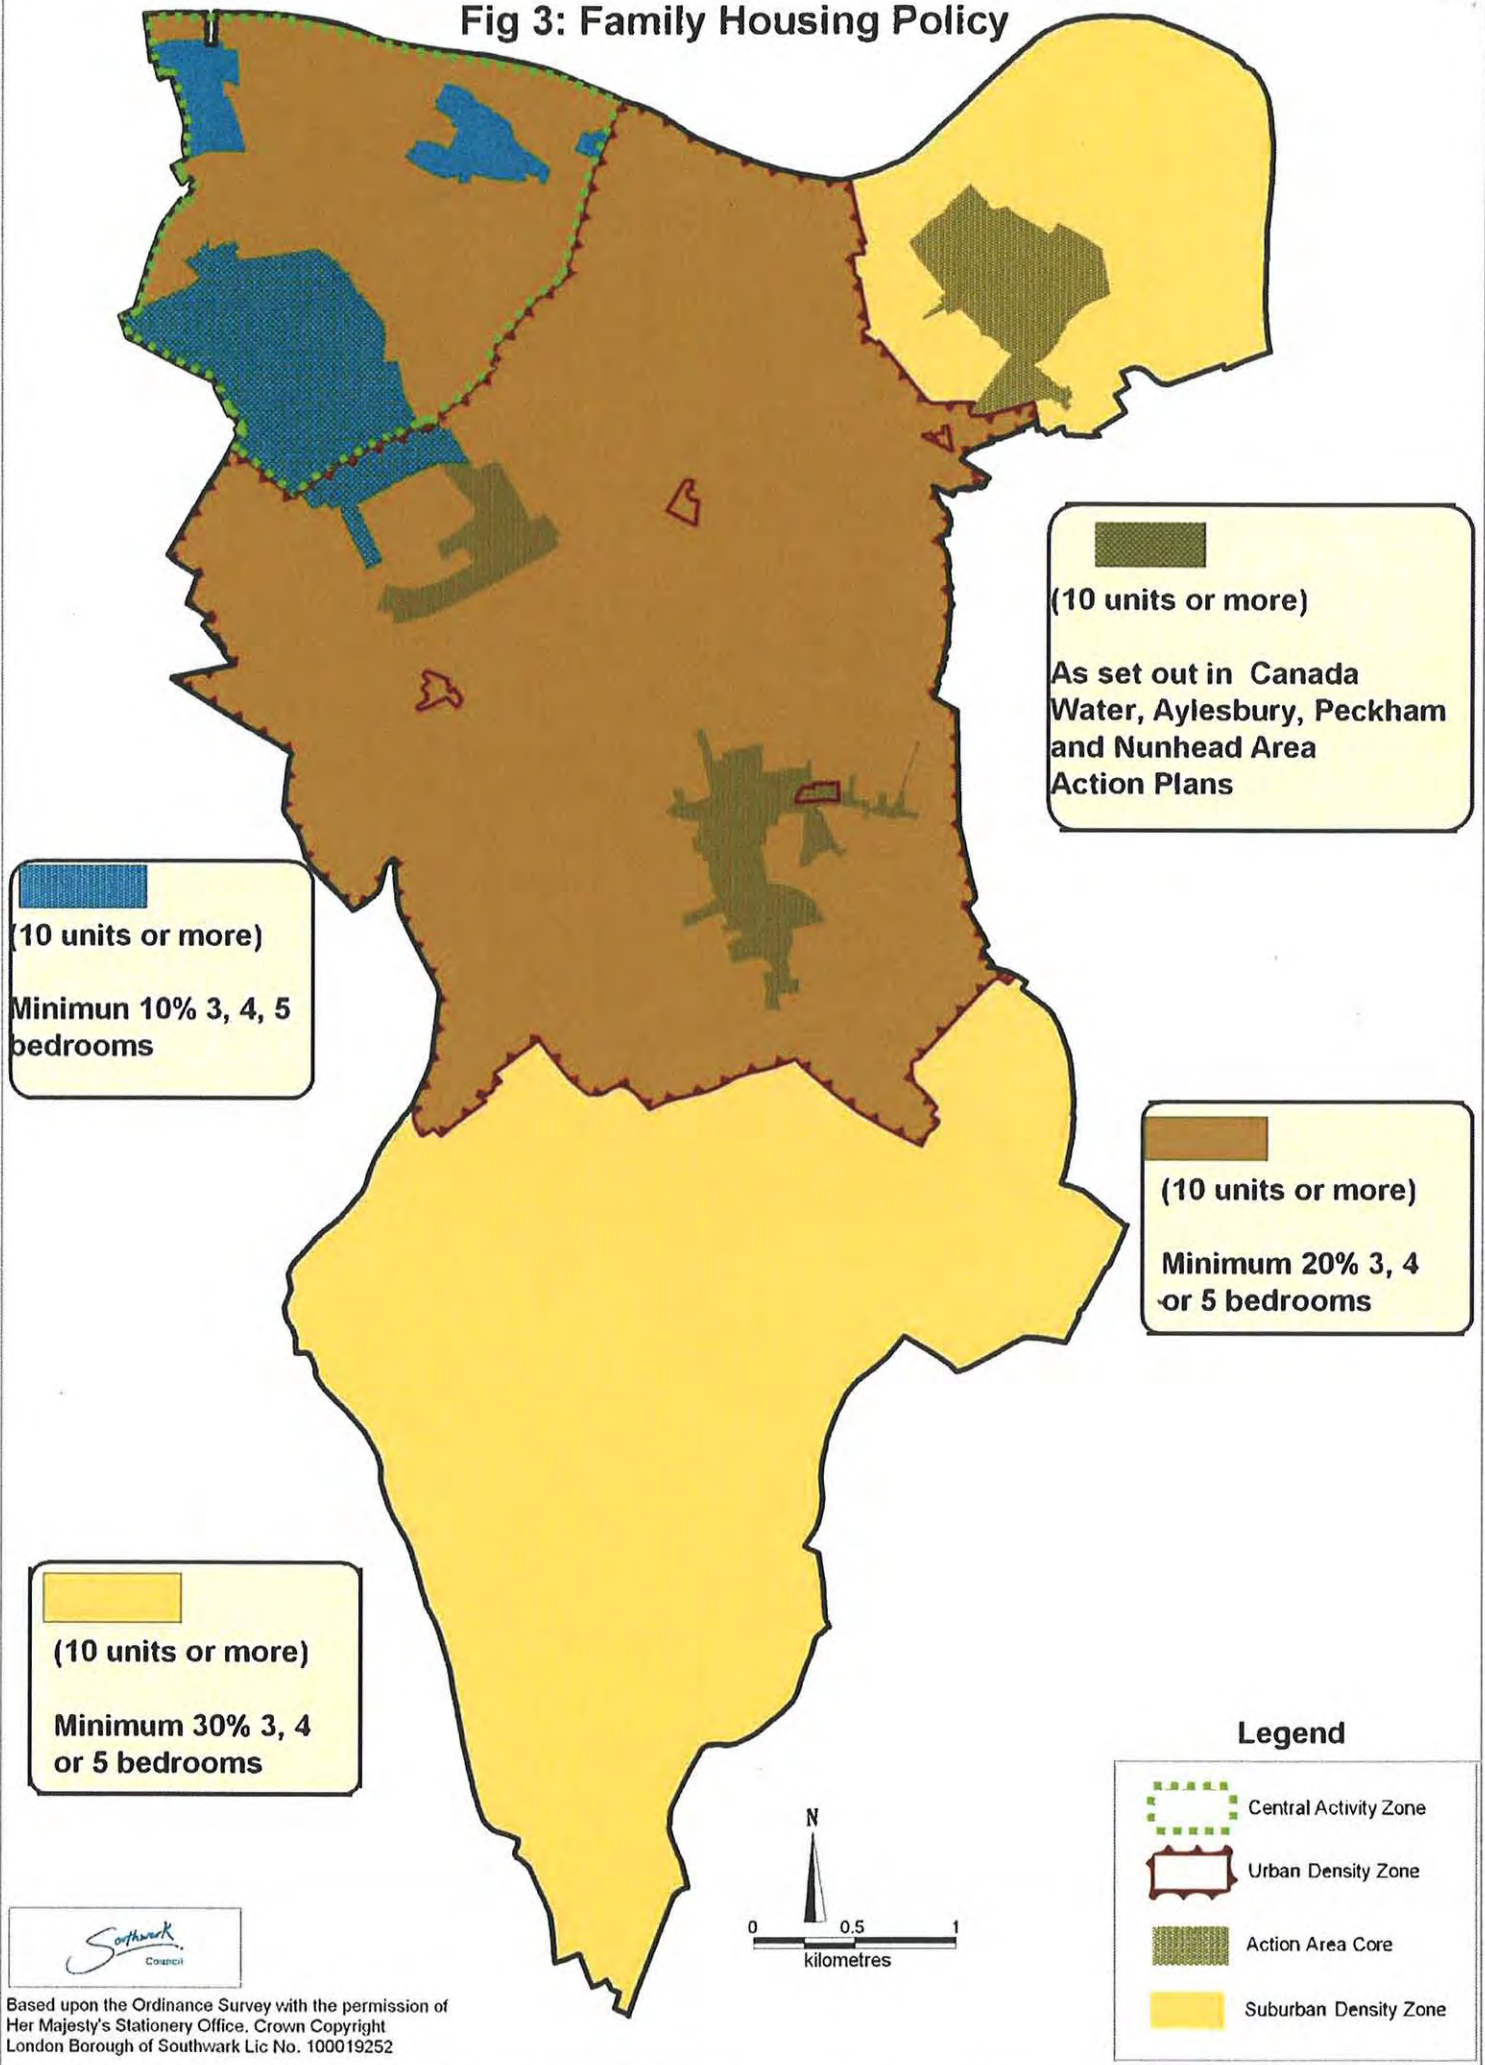 Fig 3: Family Housing Policy
(10 units or more)
As set out in Canada
Water, Aylesbury, Peckham
and Nunhead Area
Action Plans
(10 units or more)
Minimun 10% 3, 4, 5
bedrooms
(10 units or more)
Minimum 20% 3, 4
or 5 bedrooms
(10 units or more)
Minimum 30% 3, 4
or 5 bedrooms
Legend
Central Activity Zone
Urban Density Zone
Action Area Core
Suburban Density Zone
N
0 0.5 1
kilometres
Southwark
Council
Based upon the Ordinance Survey with the permission of
Her Majesty's Stationery Office. Crown Copyright
London Borough of Southwark Lic No. 100019252